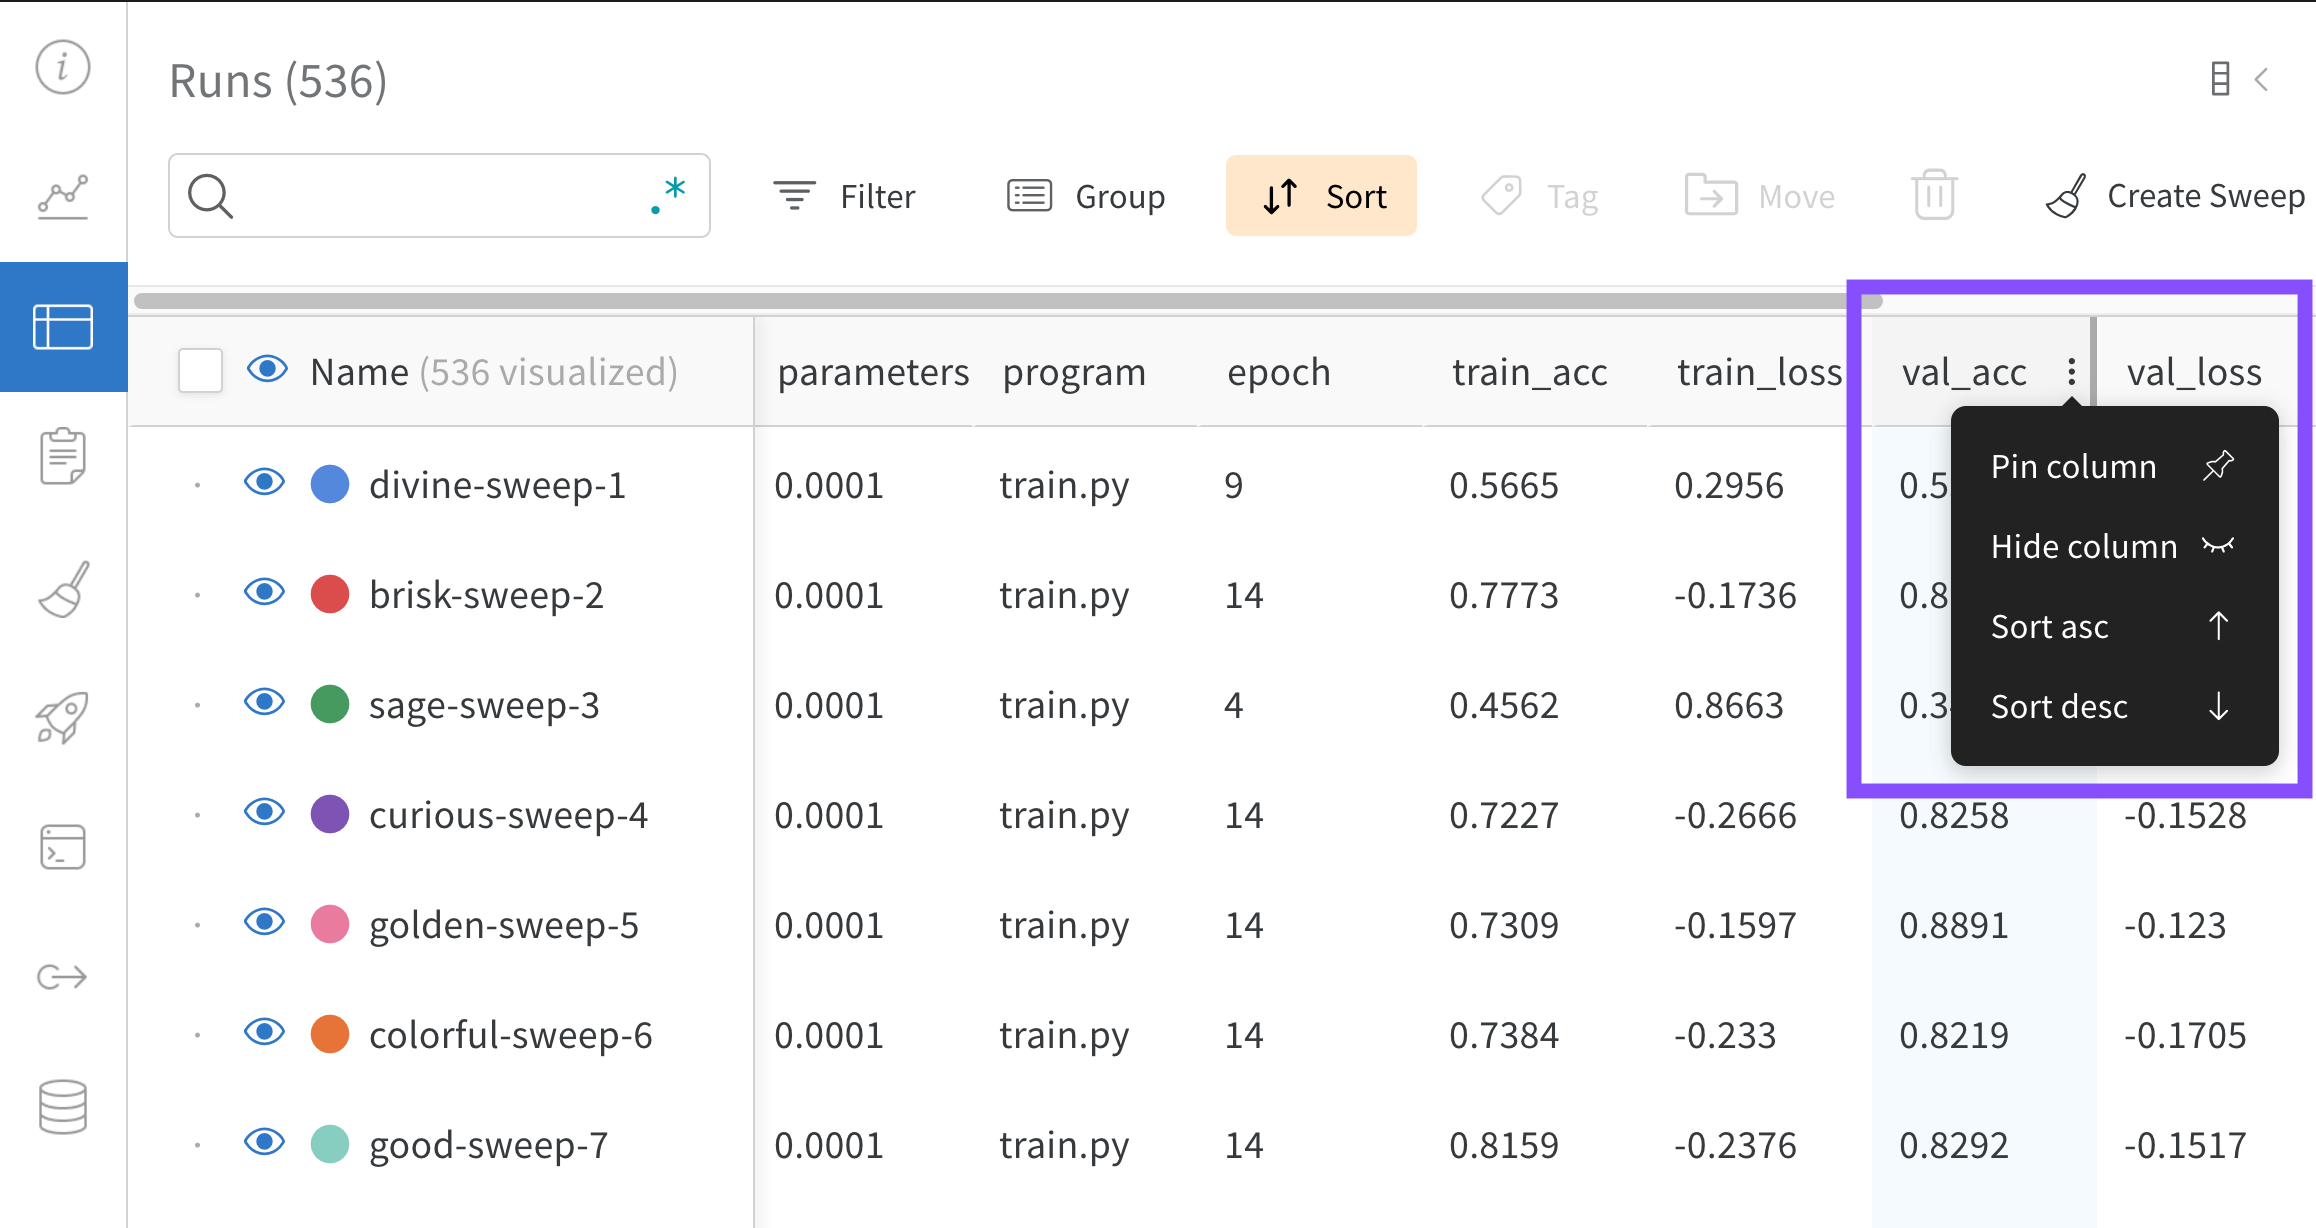 Runs (536)
.* Filter Group Sort Tag Move Create Sweep
Name (536 visualized) parameters program epoch train_acc train_loss val_acc val_loss
divine-sweep-1 0.0001 train.py 9 0.5665 0.2956 0.5
Pin column
Hide column
Sort asc
Sort desc
brisk-sweep-2 0.0001 train.py 14 0.7773 -0.1736 0.8
sage-sweep-3 0.0001 train.py 4 0.4562 0.8663 0.3
curious-sweep-4 0.0001 train.py 14 0.7227 -0.2666 0.8258 -0.1528
golden-sweep-5 0.0001 train.py 14 0.7309 -0.1597 0.8891 -0.123
colorful-sweep-6 0.0001 train.py 14 0.7384 -0.233 0.8219 -0.1705
good-sweep-7 0.0001 train.py 14 0.8159 -0.2376 0.8292 -0.1517